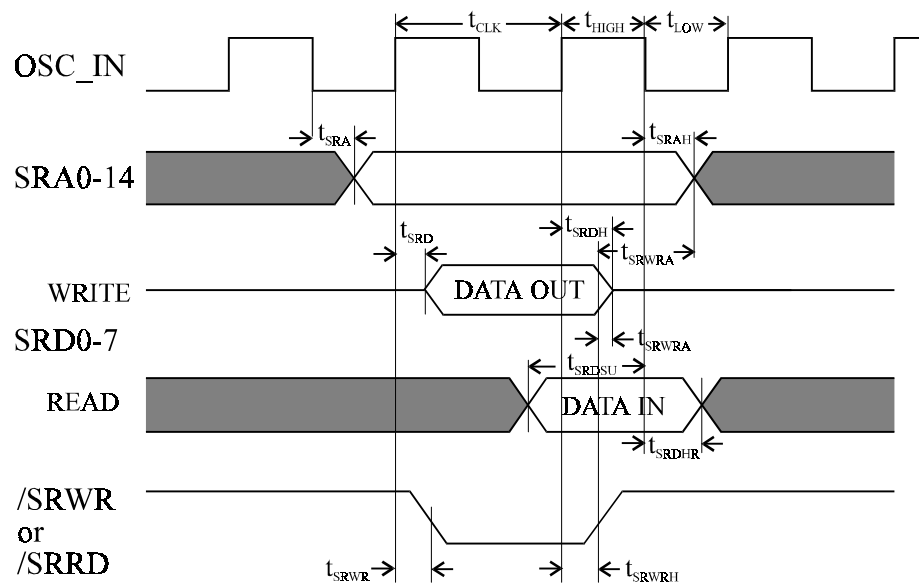 tCLK tHIGH tLOW
OSC_IN
tSRA tSRAH
SRA0-14
tSRD tSRDH
tSRWRA
WRITE DATA OUT
SRD0-7
tSRWRA
tSRDSU
READ DATA IN
tSRDHR
/SRWR
or
/SRRD
tSRWR tSRWRH